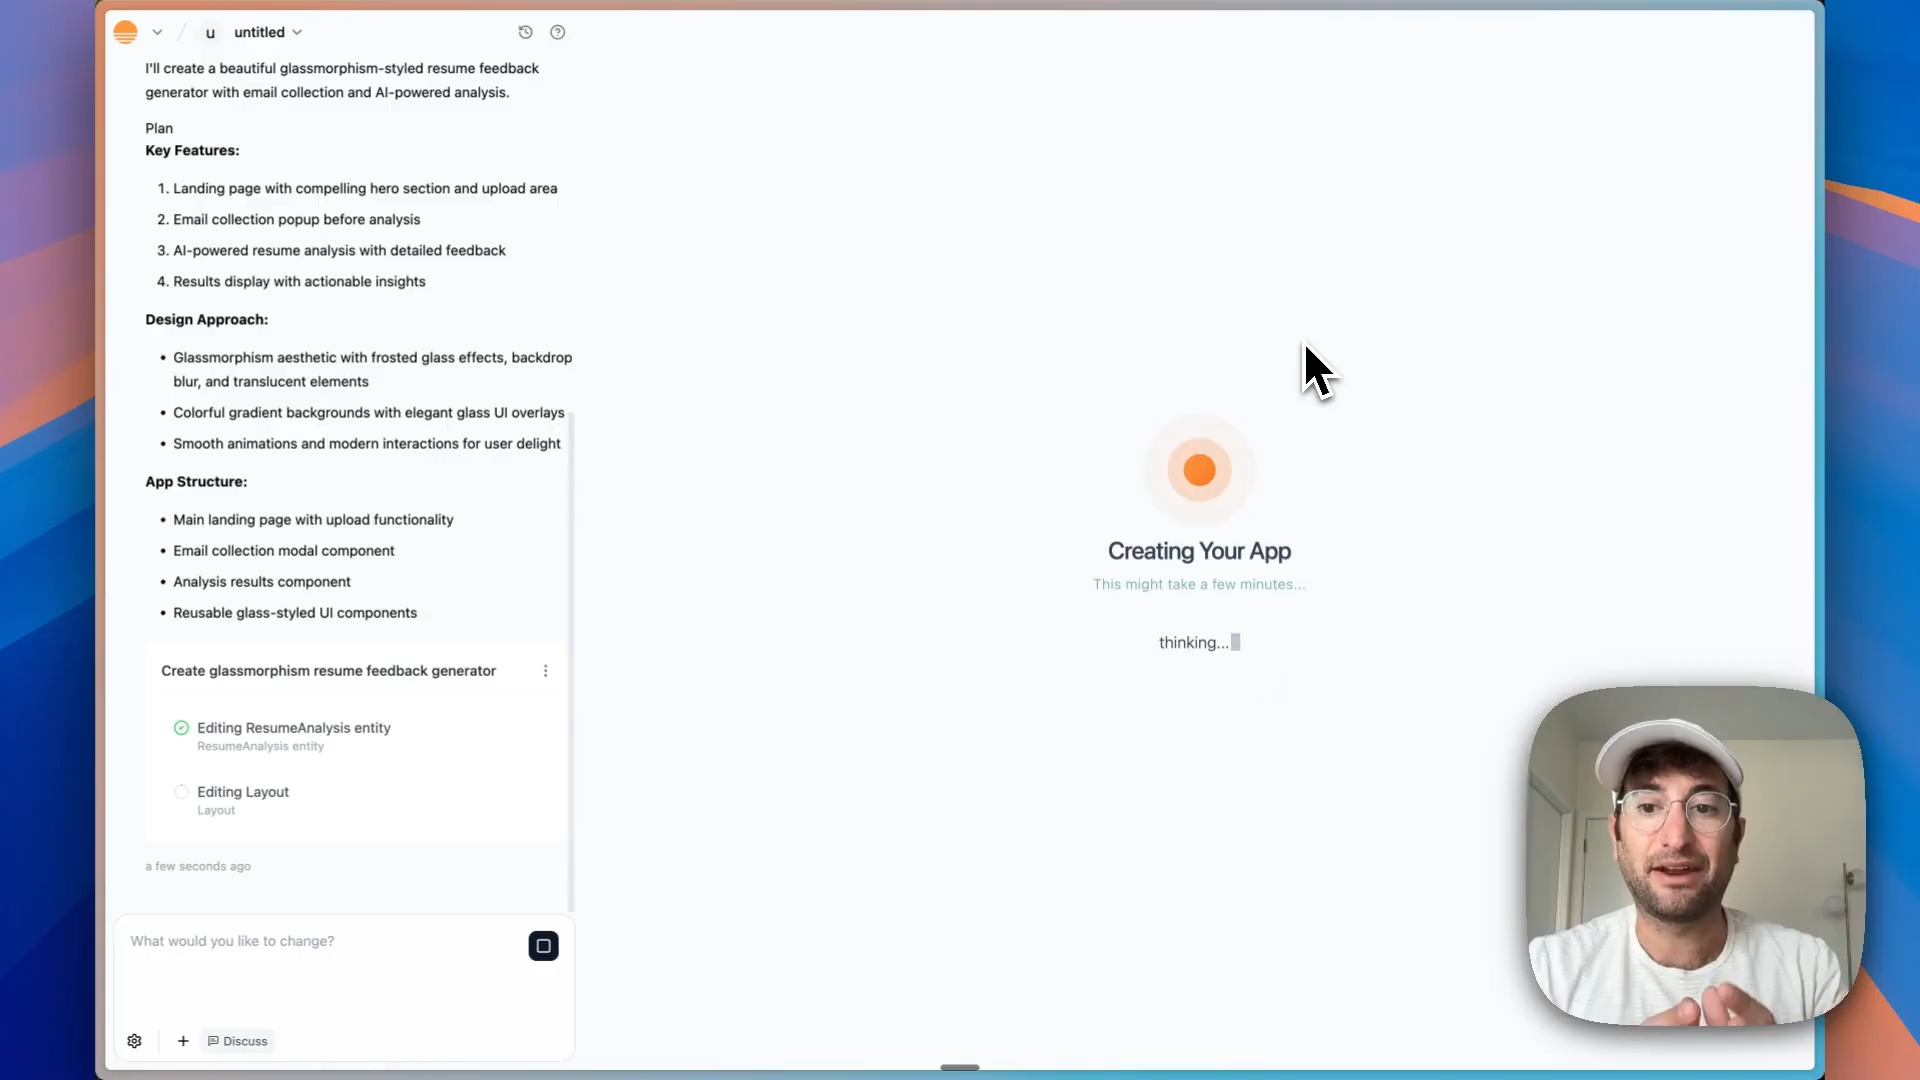 u untitled
I'll create a beautiful glassmorphism-styled resume feedback
generator with email collection and AI-powered analysis.
Plan
Key Features:
1. Landing page with compelling hero section and upload area
2. Email collection popup before analysis
3. AI-powered resume analysis with detailed feedback
4. Results display with actionable insights
Design Approach:
• Glassmorphism aesthetic with frosted glass effects, backdrop
blur, and translucent elements
• Colorful gradient backgrounds with elegant glass UI overlays
• Smooth animations and modern interactions for user delight
App Structure:
• Main landing page with upload functionality
• Email collection modal component
• Analysis results component
• Reusable glass-styled UI components
Create glassmorphism resume feedback generator
Editing ResumeAnalysis entity
ResumeAnalysis entity
Editing Layout
Layout
a few seconds ago
What would you like to change?
Discuss
Creating Your App
This might take a few minutes...
thinking...